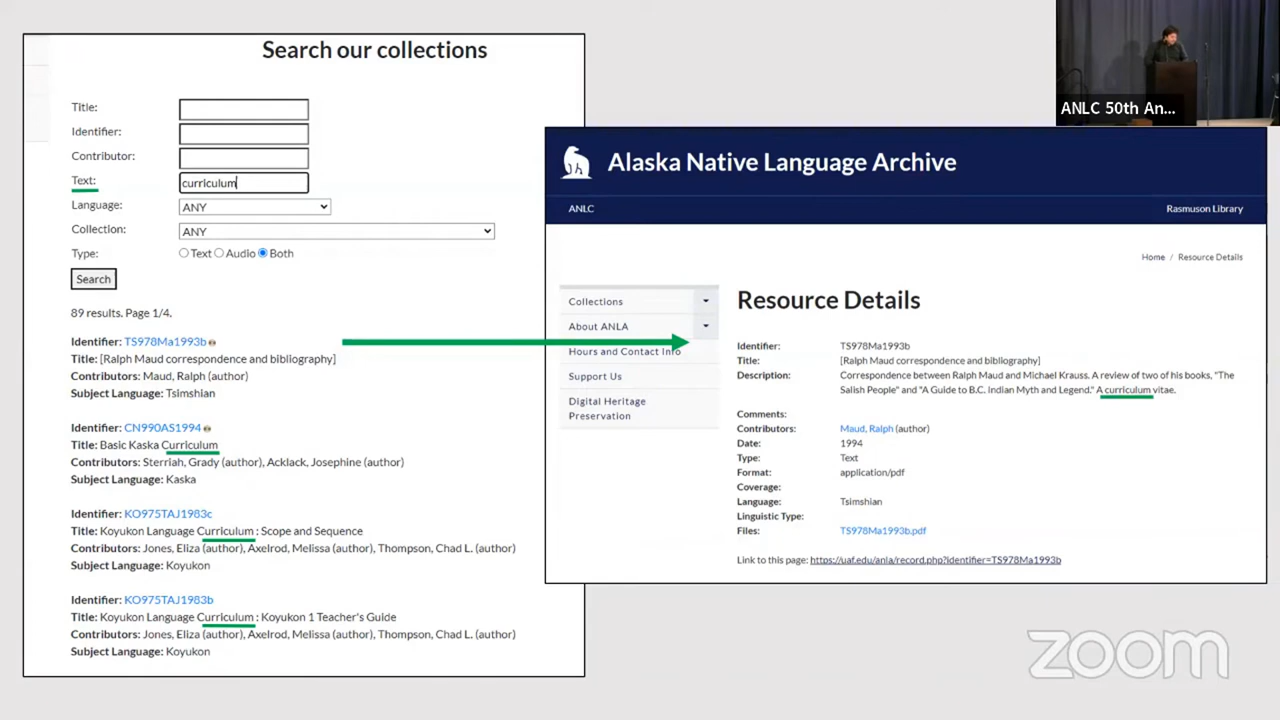 Search our collections
Title:
Identifier:
Contributor:
Text: curriculum
Language: ANY
Collection: ANY
Type: Text Audio Both
Search
89 results. Page 1/4.
Identifier: TS978Ma1993b
Title: [Ralph Maud correspondence and bibliography]
Contributors: Maud, Ralph (author)
Subject Language: Tsimshian
Identifier: CN990AS1994
Title: Basic Kaska Curriculum
Contributors: Sterriah, Grady (author), Acklack, Josephine (author)
Subject Language: Kaska
Identifier: KO975TAJ1983c
Title: Koyukon Language Curriculum : Scope and Sequence
Contributors: Jones, Eliza (author), Axelrod, Melissa (author), Thompson, Chad L. (author)
Subject Language: Koyukon
Identifier: KO975TAJ1983b
Title: Koyukon Language Curriculum : Koyukon 1 Teacher's Guide
Contributors: Jones, Eliza (author), Axelrod, Melissa (author), Thompson, Chad L. (author)
Subject Language: Koyukon
ANLC 50th An...
Alaska Native Language Archive
ANLC
Rasmuson Library
Home / Resource Details
Collections
About ANLA
Hours and Contact Info
Support Us
Digital Heritage
Preservation
Resource Details
Identifier: TS978Ma1993b
Title: [Ralph Maud correspondence and bibliography]
Description: Correspondence between Ralph Maud and Michael Krauss. A review of two of his books, "The
Salish People" and "A Guide to B.C. Indian Myth and Legend." A curriculum vitae.
Comments:
Contributors: Maud, Ralph (author)
Date: 1994
Type: Text
Format: application/pdf
Coverage:
Language: Tsimshian
Linguistic Type:
Files: TS978Ma1993b.pdf
Link to this page: https://uaf.edu/anla/record.php?identifier=TS978Ma1993b
zoom